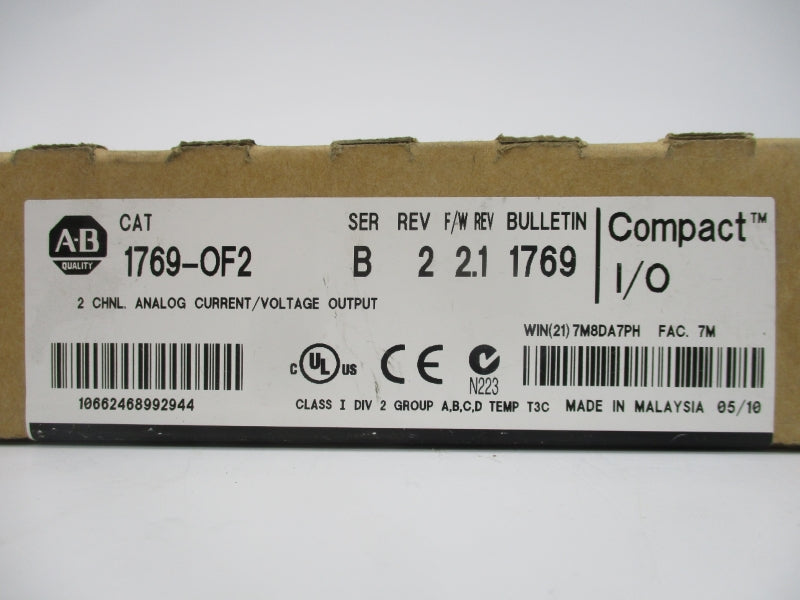 A-B
QUALITY
CAT SER REV F/W REV BULLETIN
1769-OF2 B 2 2.1 1769
Compact™
I/O
2 CHNL. ANALOG CURRENT/VOLTAGE OUTPUT
WIN(21) 7M8DA7PH FAC. 7M
C UL US CE N223
10662468992944
CLASS I DIV 2 GROUP A,B,C,D TEMP T3C MADE IN MALAYSIA 05/10